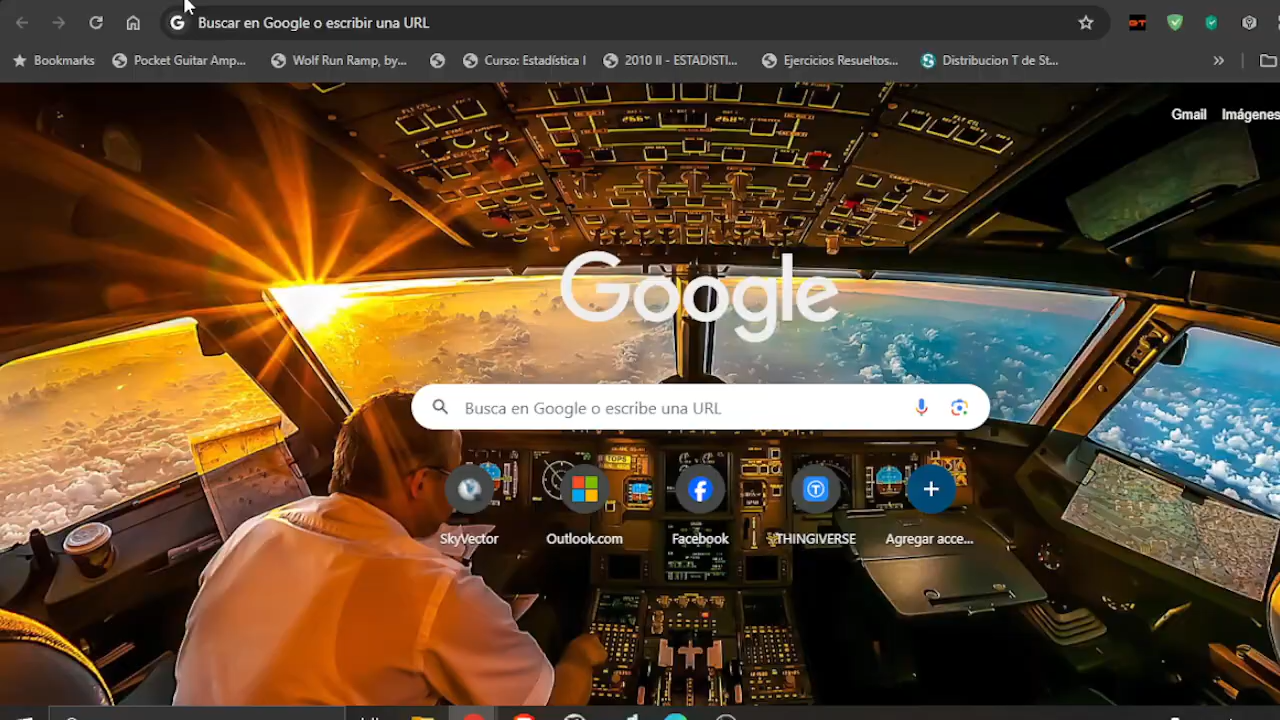 Buscar en Google o escribir una URL
Bookmarks Pocket Guitar Amp... Wolf Run Ramp, by... Curso: Estadística I 2010 II - ESTADISTI... Ejercicios Resueltos... Distribucion T de St... »
Gmail Imágenes
Google
Busca en Google o escribe una URL
SkyVector Outlook.com Facebook THINGIVERSE Agregar acce...